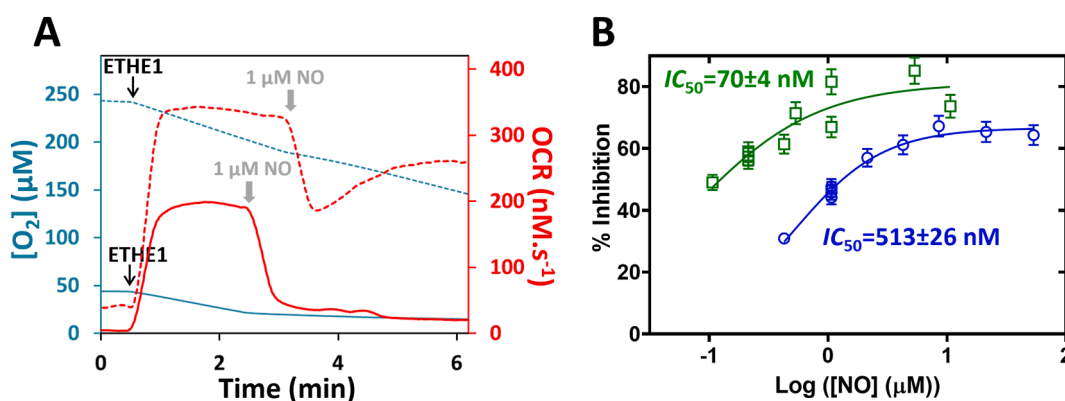 A
ETHE1
1 µM NO
1 µM NO
ETHE1
[O₂] (µM)
250
200
150
100
50
0
OCR (nM.s⁻¹)
400
300
200
100
0
0
2
4
6
Time (min)
B
IC₅₀=70±4 nM
IC₅₀=513±26 nM
% Inhibition
80
60
40
20
0
-1
0
1
2
Log ([NO] (µM))